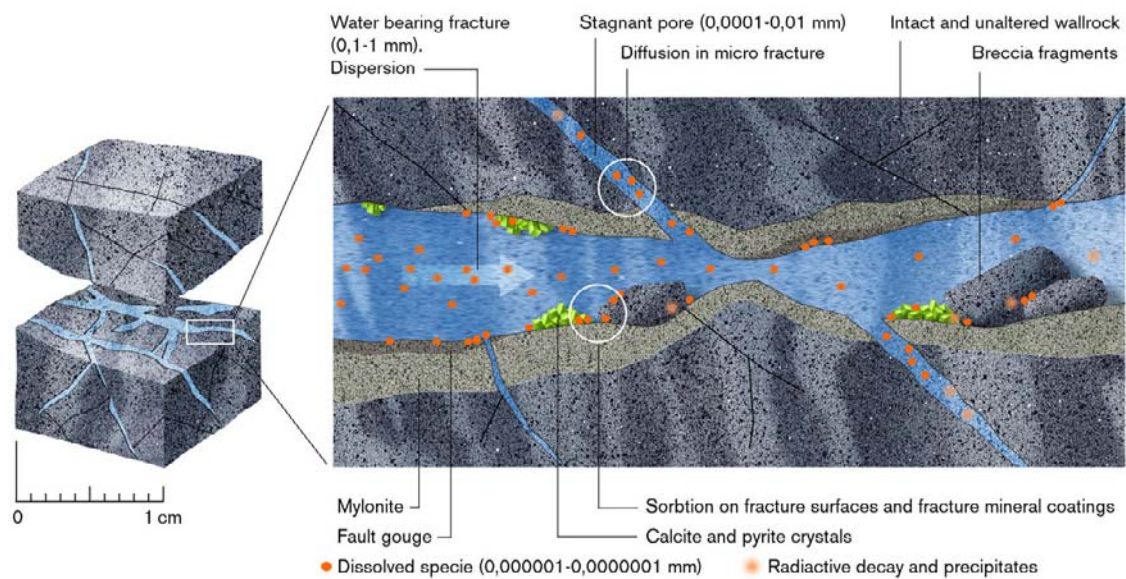 Water bearing fracture
(0,1-1 mm).
Dispersion
Stagnant pore (0,0001-0,01 mm)
Diffusion in micro fracture
Intact and unaltered wallrock
Breccia fragments
0
1 cm
Mylonite
Fault gouge
Sorbtion on fracture surfaces and fracture mineral coatings
Calcite and pyrite crystals
Dissolved specie (0,000001-0,0000001 mm)
Radiactive decay and precipitates